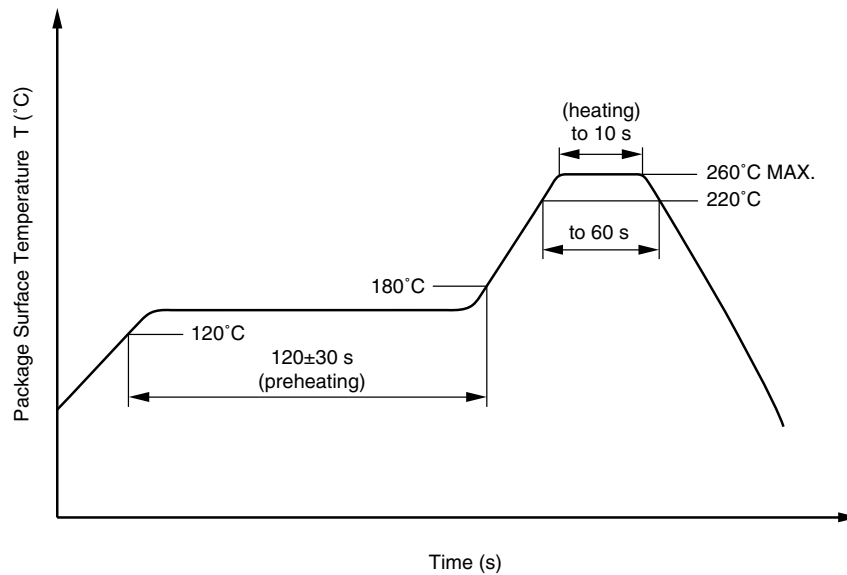 Package Surface Temperature T (˚C)
(heating)
to 10 s
260˚C MAX.
220˚C
to 60 s
180˚C
120˚C
120±30 s
(preheating)
Time (s)